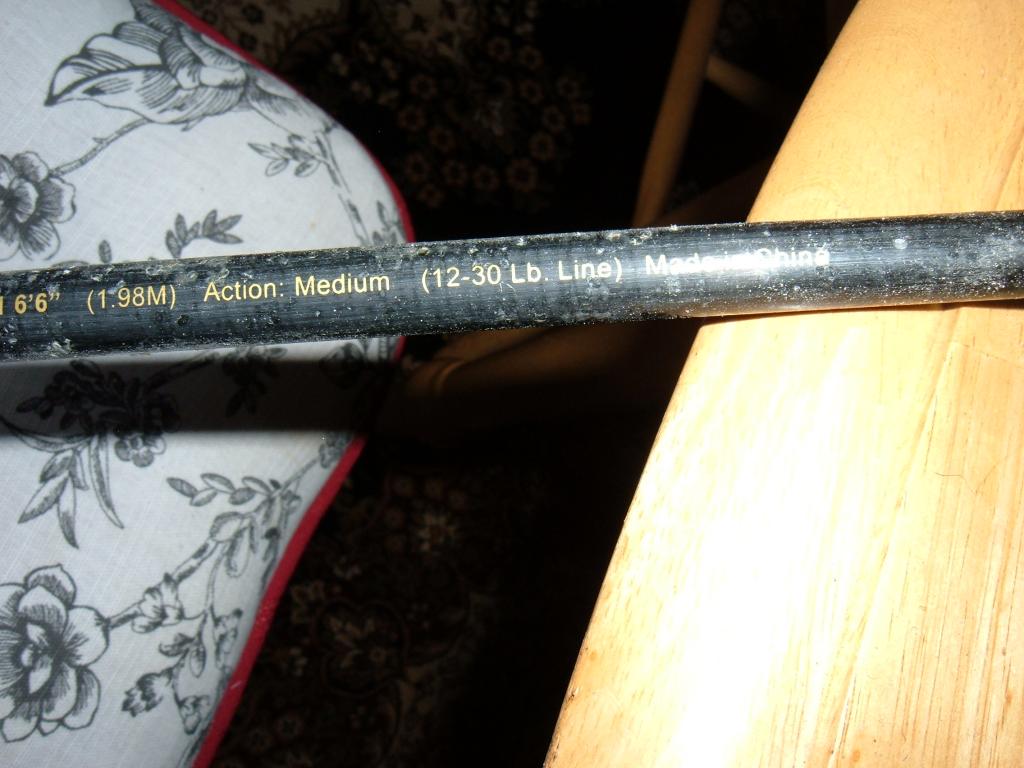 6'6" (1.98M) Action: Medium (12-30 Lb. Line) Made in China